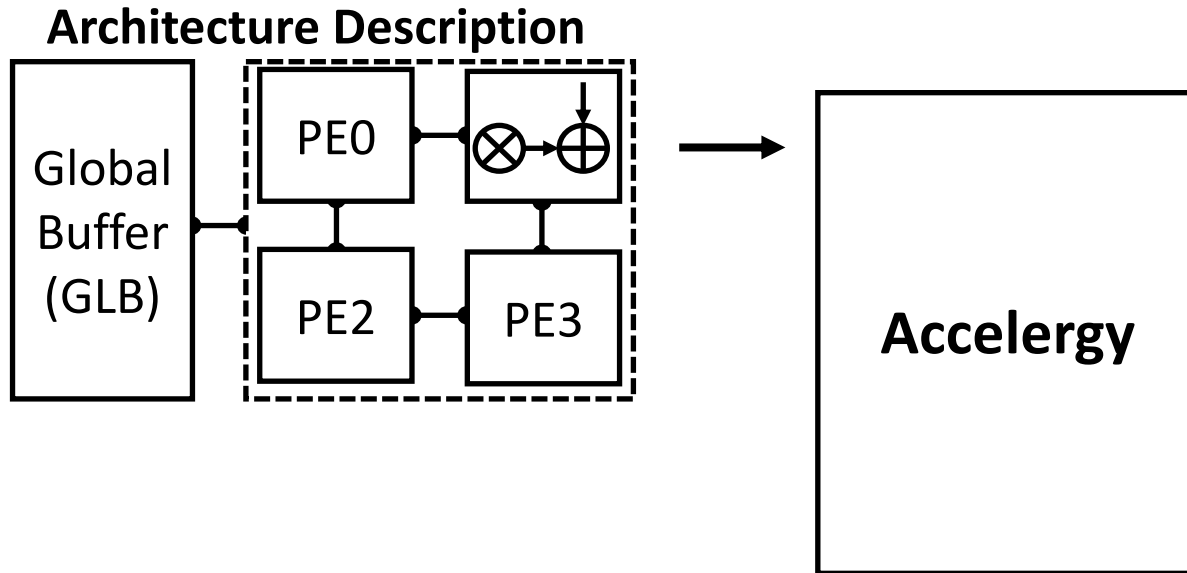 Architecture Description
Global
Buffer
(GLB)
PE0
PE2
PE3
Accelergy